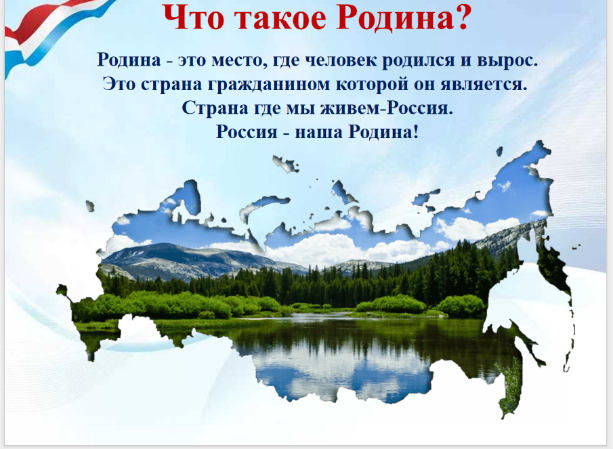 Что такое Родина?
Родина - это место, где человек родился и вырос.
Это страна гражданином которой он является.
Страна где мы живем-Россия.
Россия - наша Родина!